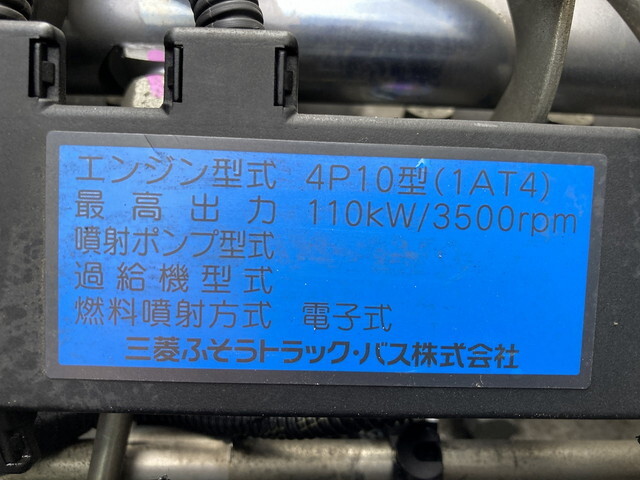 エンジン型式 4P10型(1AT4)
最高出力 110kW/3500rpm
噴射ポンプ型式
過給機型式
燃料噴射方式 電子式
三菱ふそうトラック・バス株式会社